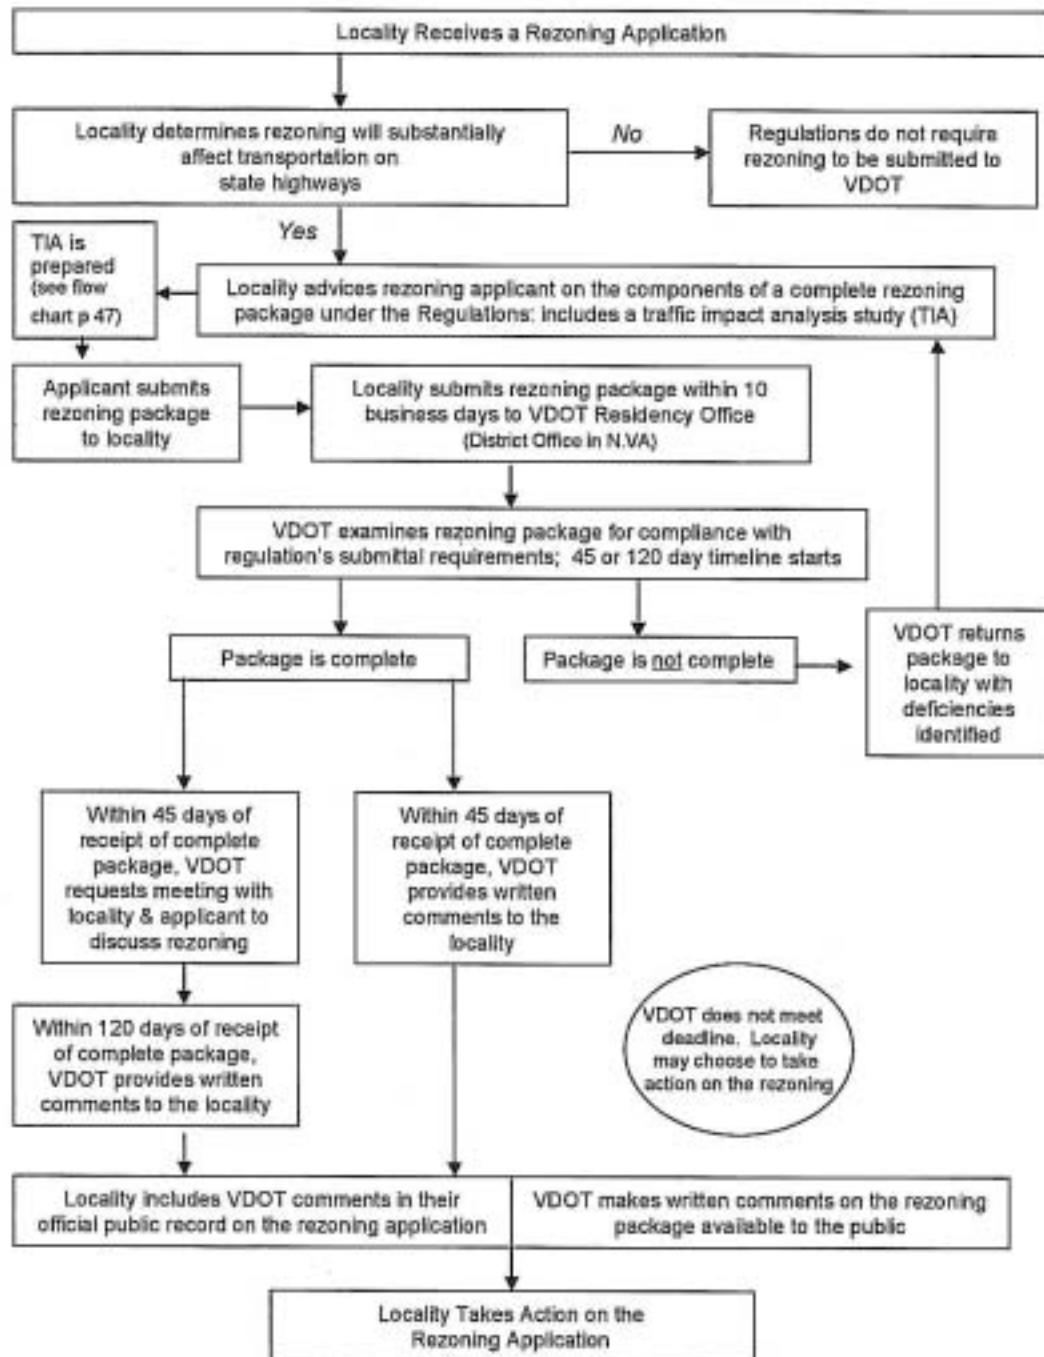 Locality Receives a Rezoning Application
Locality determines rezoning will substantially
affect transportation on
state highways
No
Regulations do not require
rezoning to be submitted to
VDOT
Yes
TIA is
prepared
(see flow
chart p 47)
Locality advices rezoning applicant on the components of a complete rezoning
package under the Regulations: includes a traffic impact analysis study (TIA)
Applicant submits
rezoning package
to locality
Locality submits rezoning package within 10
business days to VDOT Residency Office
(District Office in N.VA)
VDOT examines rezoning package for compliance with
regulation's submittal requirements; 45 or 120 day timeline starts
Package is complete
Package is not complete
VDOT returns
package to
locality with
deficiencies
identified
Within 45 days of
receipt of complete
package, VDOT
requests meeting with
locality & applicant to
discuss rezoning
Within 45 days of
receipt of complete
package, VDOT
provides written
comments to the
locality
Within 120 days of receipt
of complete package,
VDOT provides written
comments to the locality
VDOT does not meet
deadline. Locality
may choose to take
action on the rezoning
Locality includes VDOT comments in their
official public record on the rezoning application
VDOT makes written comments on the rezoning
package available to the public
Locality Takes Action on the
Rezoning Application